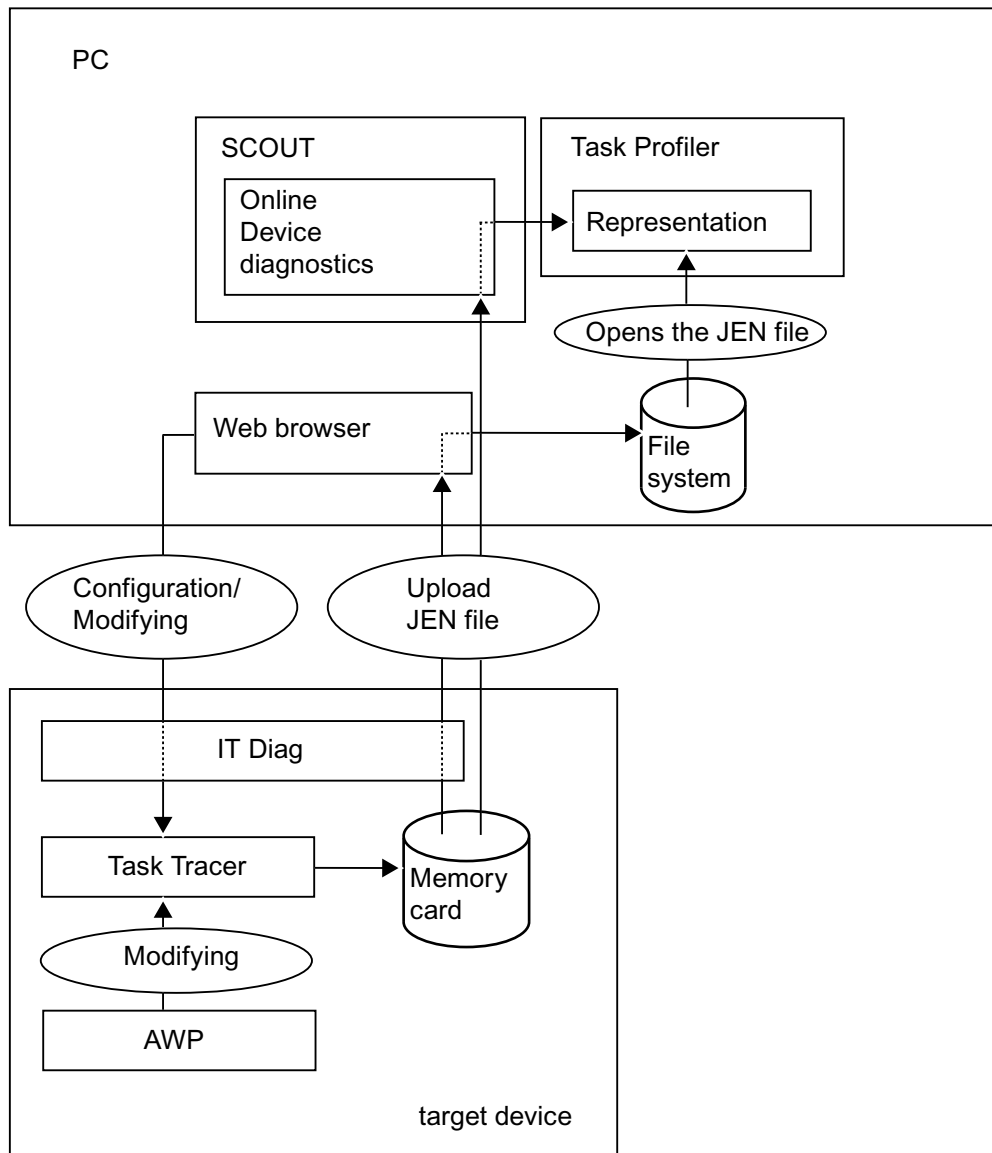 PC
SCOUT
Online
Device
diagnostics
Task Profiler
Representation
Opens the JEN file
Web browser
File
system
Configuration/
Modifying
Upload
JEN file
IT Diag
Task Tracer
Memory
card
Modifying
AWP
target device